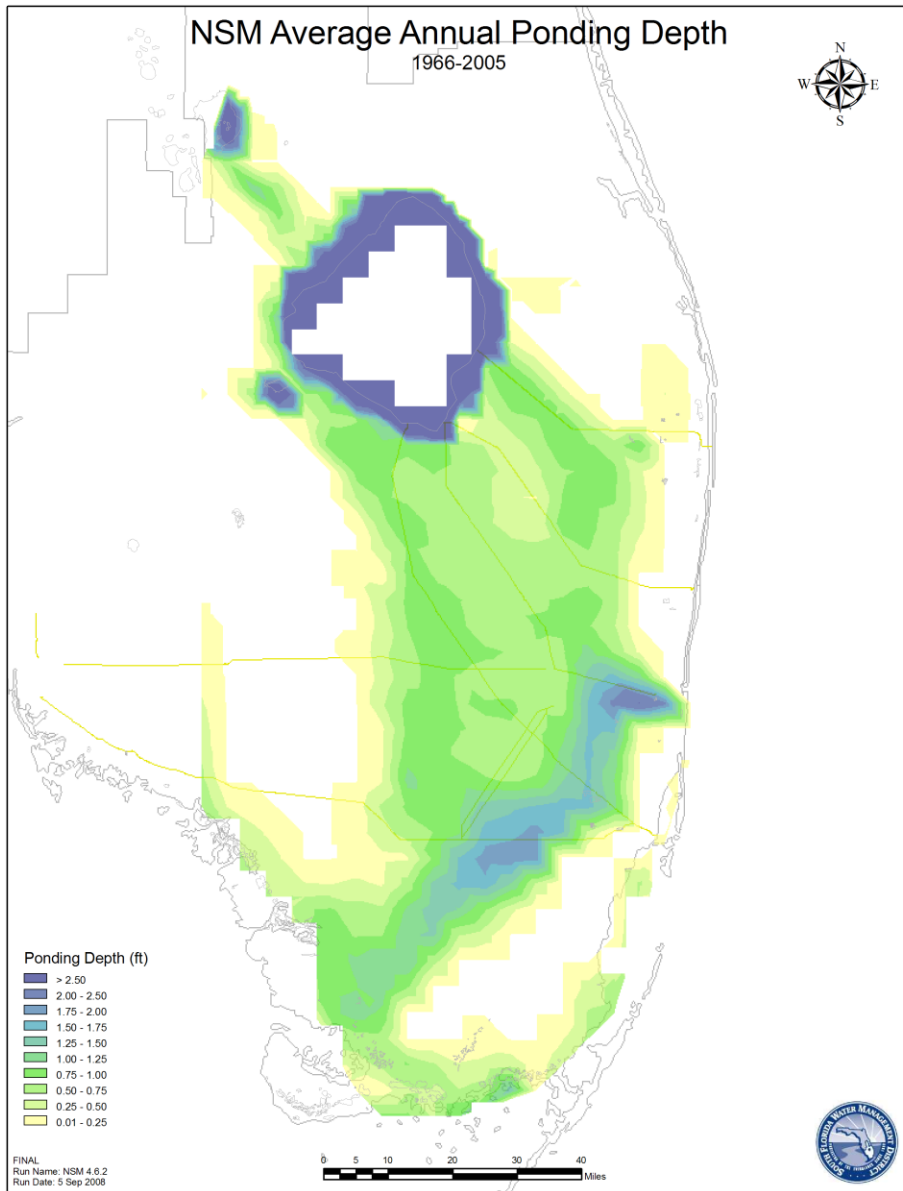 NSM Average Annual Ponding Depth
1966-2005
N
W
E
S
Ponding Depth (ft)
> 2.50
2.00 - 2.50
1.75 - 2.00
1.50 - 1.75
1.25 - 1.50
1.00 - 1.25
0.75 - 1.00
0.50 - 0.75
0.25 - 0.50
0.01 - 0.25
FINAL
Run Name: NSM 4.6.2
Run Date: 5 Sep 2008
0 5 10 20 30 40
Miles
SOUTH FLORIDA WATER MANAGEMENT DISTRICT